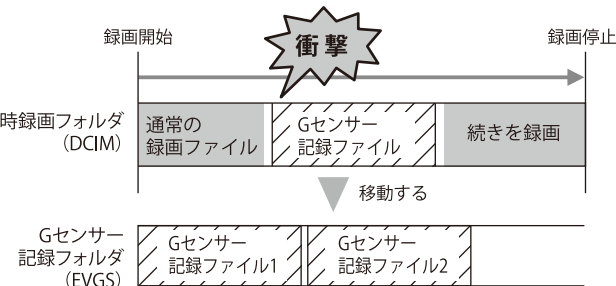 録画開始
衝撃
録画停止
時録画フォルダ
（DCIM）
通常の
録画ファイル
Gセンサー
記録ファイル
続きを録画
移動する
Gセンサー
記録フォルダ
（EVGS）
Gセンサー
記録ファイル1
Gセンサー
記録ファイル2